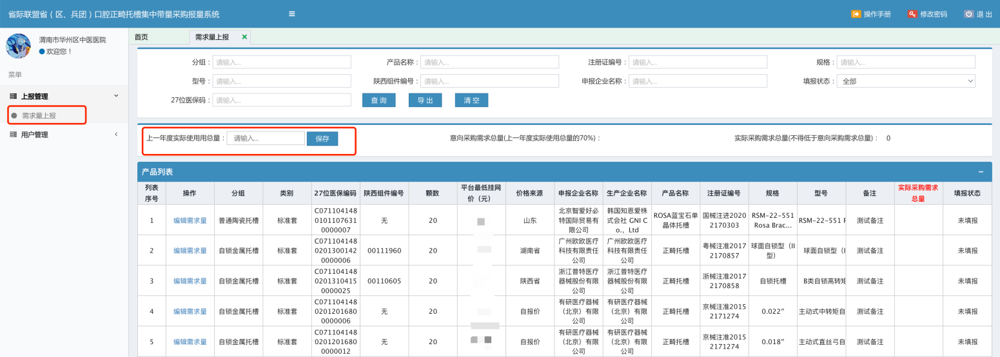 省际联盟省（区、兵团）口腔正畸托槽集中带量采购报量系统
操作手册 修改密码 退 出
渭南市华州区中医医院
欢迎您！
菜单
上报管理
需求量上报
用户管理
首页 需求量上报
分组： 请输入... 产品名称： 请输入... 注册证编号： 请输入... 规格： 请输入...
型号： 请输入... 陕西组件编号： 请输入... 申报企业名称： 请输入... 填报状态： 全部
27位医保码： 请输入... 查 询 导 出 清 空
上一年度实际使用用总量： 请输入... 保存 意向采购需求总量(上一年度实际使用总量的70%)： 实际采购需求总量(不得低于意向采购需求总量)： 0
产品列表
列表序号 操作 分组 类别 27位医保编码 陕西组件编号 颗数 平台最低挂网价（元） 价格来源 申报企业名称 生产企业名称 产品名称 注册证编号 规格 型号 备注 实际采购需求总量 填报状态
1 编辑需求量 普通陶瓷托槽 标准套 C07110414801011076310000007 无 20 山东 北京智爱好必特国际贸易有限公司 韩国知恩爱株式会社 GNI Co.，Ltd ROSA蓝宝石单晶体托槽 国械注进20202170303 RSM-22-551 Rosa Brac... RSM-22-551 测试备注 未填报
2 编辑需求量 自锁金属托槽 标准套 C07110414802013001420000006 00111960 20 湖南省 广州欧欧医疗科技有限责任公司 广州欧欧医疗科技有限责任公司 正畸托槽 粤械注准20172170857 球面自锁型（II型） 球面自锁型（I 测试备注 未填报
3 编辑需求量 自锁金属托槽 标准套 C07110414802013104150000025 00110605 20 陕西省 浙江普特医疗器械股份有限公司 浙江普特医疗器械股份有限公司 正畸托槽 浙械注准20172170858 自锁托槽 B类自锁高转矩 测试备注 未填报
4 编辑需求量 自锁金属托槽 标准套 C07110414802012016800000006 无 20 自报价 有研医疗器械（北京）有限公司 有研医疗器械（北京）有限公司 正畸托槽 京械注准20152171274 0.022″ 主动式中转矩自 测试备注 未填报
5 编辑需求量 自锁金属托槽 标准套 C07110414802012016800000012 无 20 自报价 有研医疗器械（北京）有限公司 有研医疗器械（北京）有限公司 正畸托槽 京械注准20152171274 0.018″ 主动式直丝弓自 测试备注 未填报